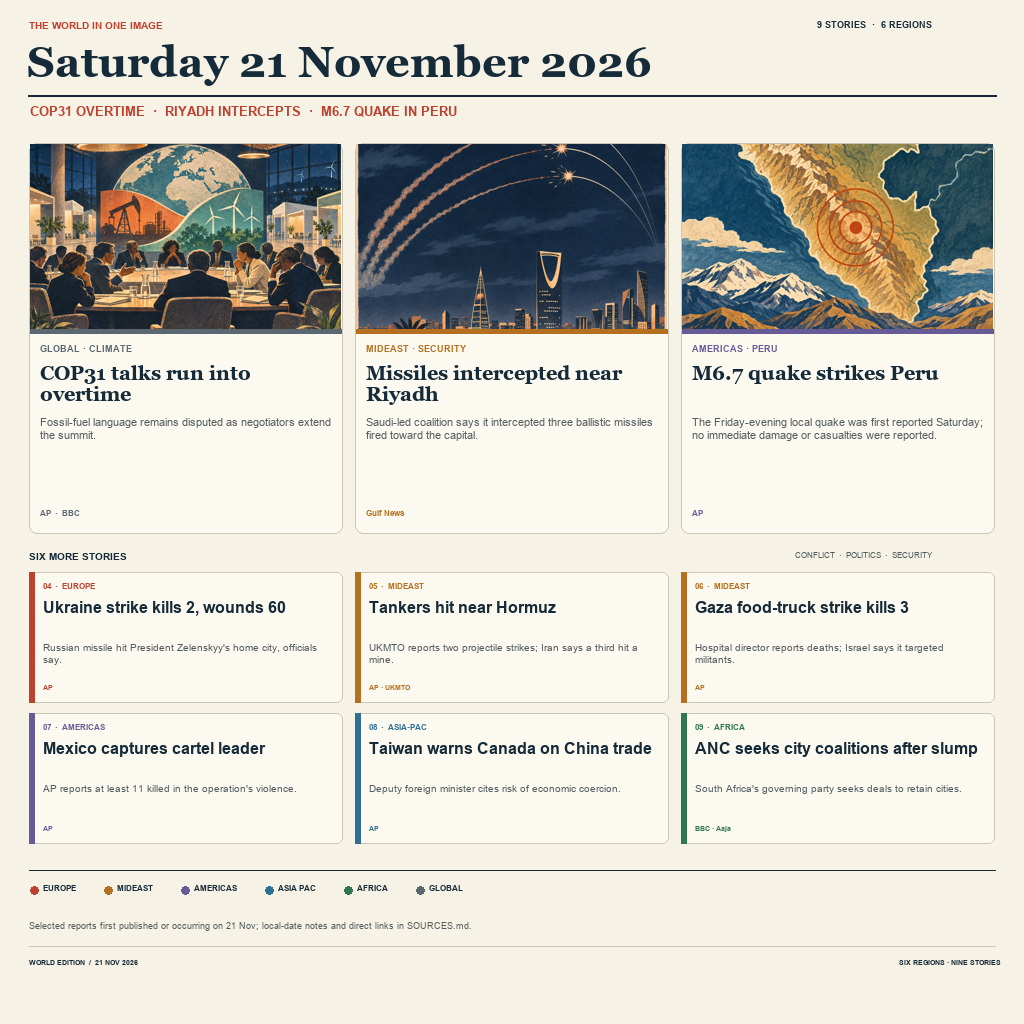 THE WORLD IN ONE IMAGE
9 STORIES · 6 REGIONS
Saturday 21 November 2026
COP31 OVERTIME · RIYADH INTERCEPTS · M6.7 QUAKE IN PERU
GLOBAL · CLIMATE
COP31 talks run into
overtime
Fossil-fuel language remains disputed as negotiators extend
the summit.
AP · BBC
MIDEAST · SECURITY
Missiles intercepted near
Riyadh
Saudi-led coalition says it intercepted three ballistic missiles
fired toward the capital.
Gulf News
AMERICAS · PERU
M6.7 quake strikes Peru
The Friday-evening local quake was first reported Saturday;
no immediate damage or casualties were reported.
AP
SIX MORE STORIES
CONFLICT · POLITICS · SECURITY
04 · EUROPE
Ukraine strike kills 2, wounds 60
Russian missile hit President Zelenskyy's home city, officials
say.
AP
05 · MIDEAST
Tankers hit near Hormuz
UKMTO reports two projectile strikes; Iran says a third hit a
mine.
AP · UKMTO
06 · MIDEAST
Gaza food-truck strike kills 3
Hospital director reports deaths; Israel says it targeted
militants.
AP
07 · AMERICAS
Mexico captures cartel leader
AP reports at least 11 killed in the operation's violence.
AP
08 · ASIA-PAC
Taiwan warns Canada on China trade
Deputy foreign minister cites risk of economic coercion.
AP
09 · AFRICA
ANC seeks city coalitions after slump
South Africa's governing party seeks deals to retain cities.
BBC · Aaja
EUROPE
MIDEAST
AMERICAS
ASIA PAC
AFRICA
GLOBAL
Selected reports first published or occurring on 21 Nov; local-date notes and direct links in SOURCES.md.
WORLD EDITION / 21 NOV 2026
SIX REGIONS · NINE STORIES